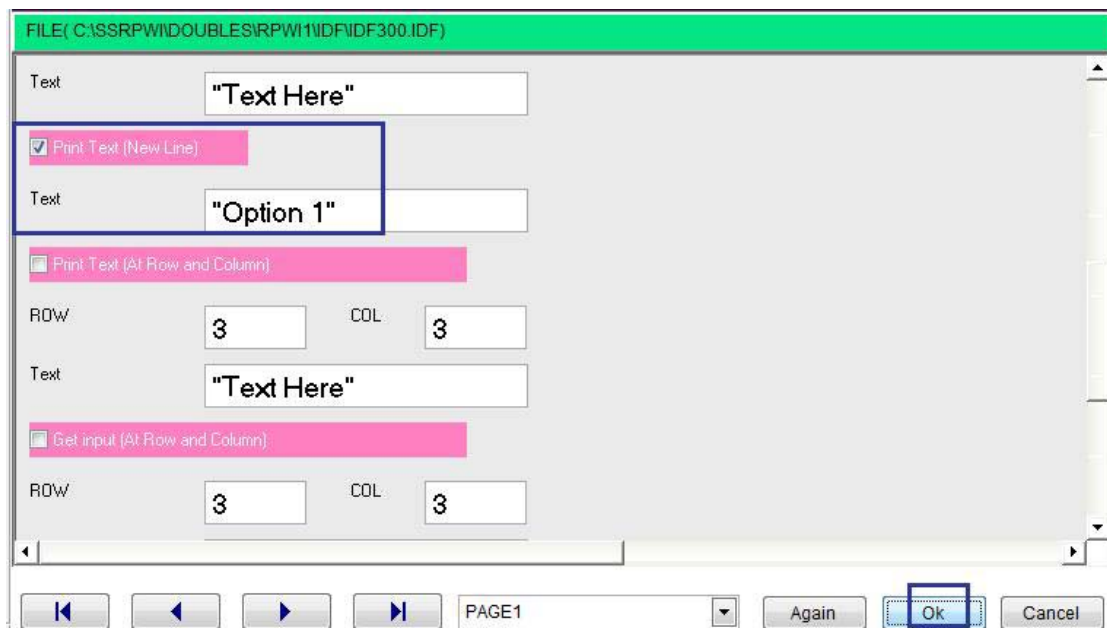 FILE( C:\SSRPWI\DOUBLES\RPWI1\IDF\IDF300.IDF)
Text "Text Here"
Print Text (New Line)
Text "Option 1"
Print Text (At Row and Column)
ROW 3 COL 3
Text "Text Here"
Get input (At Row and Column)
ROW 3 COL 3
PAGE1 Again Ok Cancel